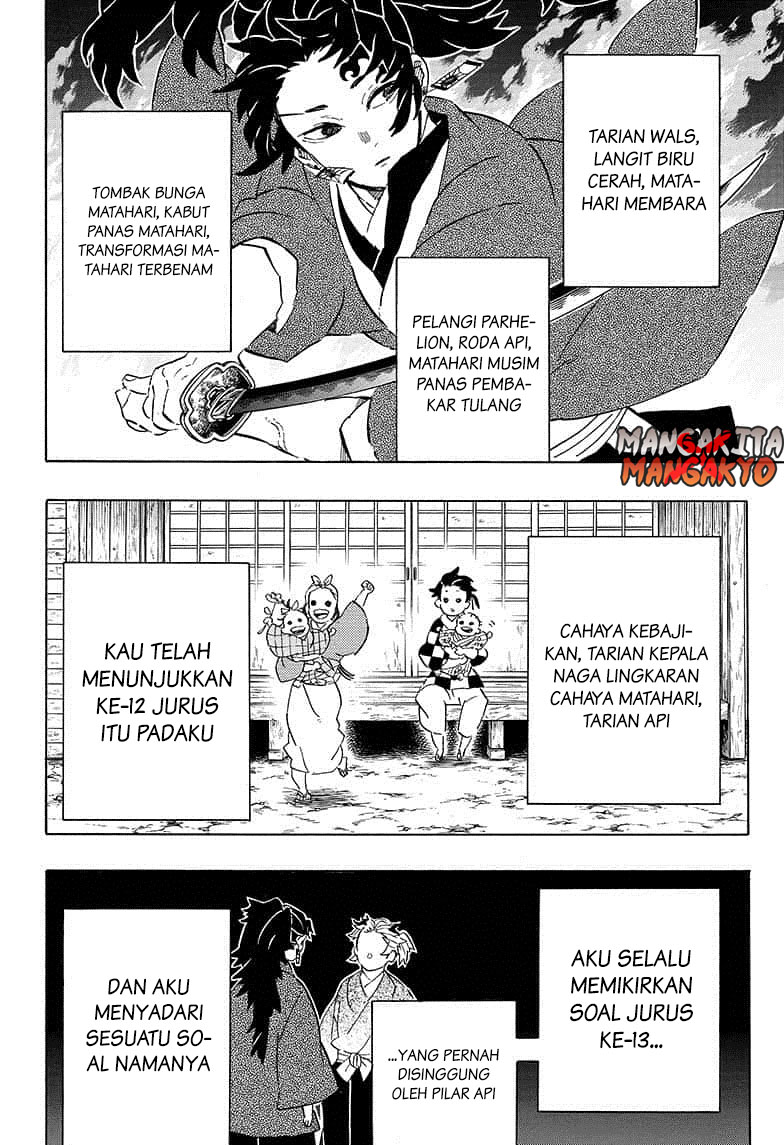 TARIAN WALS,
LANGIT BIRU
CERAH, MATA-
HARI MEMBARA
PELANGI PARHE-
LION, RODA API,
MATAHARI MUSIM
PANAS PEMBA-
KAR TULANG
TOMBAK BUNGA
MATAHARI, KABUT
PANAS MATAHARI,
TRANSFORMASI MA-
TAHARI TERBENAM
MANGAKITA
MANGAKYO
CAHAYA KEBAJI-
KAN, TARIAN KEPALA
NAGA LINGKARAN
CAHAYA MATAHARI,
TARIAN API
KAU TELAH
MENUNJUKKAN
KE-12 JURUS
ITU PADAKU
AKU SELALU
MEMIKIRKAN
SOAL JURUS
KE-13...
...YANG PERNAH
DISINGGUNG
OLEH PILAR API
DAN AKU
MENYADARI
SESUATU SO-
AL NAMANYA